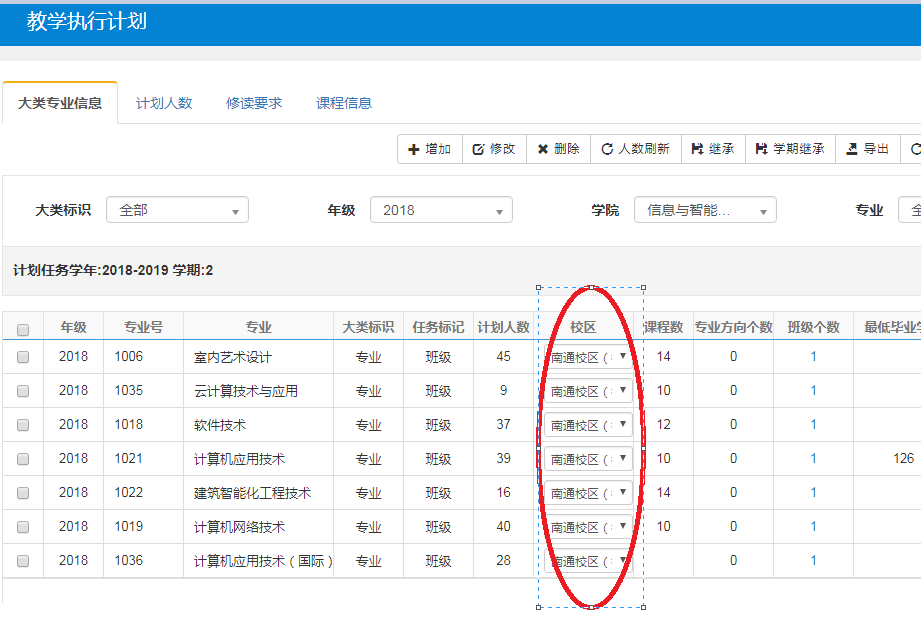 教学执行计划
大类专业信息 计划人数 修读要求 课程信息
增加 修改 删除 人数刷新 继承 学期继承 导出
大类标识 全部 年级 2018 学院 信息与智能... 专业
计划任务学年:2018-2019 学期:2
年级 专业号 专业 大类标识 任务标记 计划人数 校区 课程数 专业方向个数 班级个数 最低毕业学
2018 1006 室内艺术设计 专业 班级 45 南通校区 ( 14 0 1
2018 1035 云计算技术与应用 专业 班级 9 南通校区 ( 10 0 1
2018 1018 软件技术 专业 班级 37 南通校区 ( 12 0 1
2018 1021 计算机应用技术 专业 班级 39 南通校区 ( 10 0 1 126
2018 1022 建筑智能化工程技术 专业 班级 16 南通校区 ( 14 0 1
2018 1019 计算机网络技术 专业 班级 40 南通校区 ( 10 0 1
2018 1036 计算机应用技术（国际） 专业 班级 28 南通校区 ( 0 1